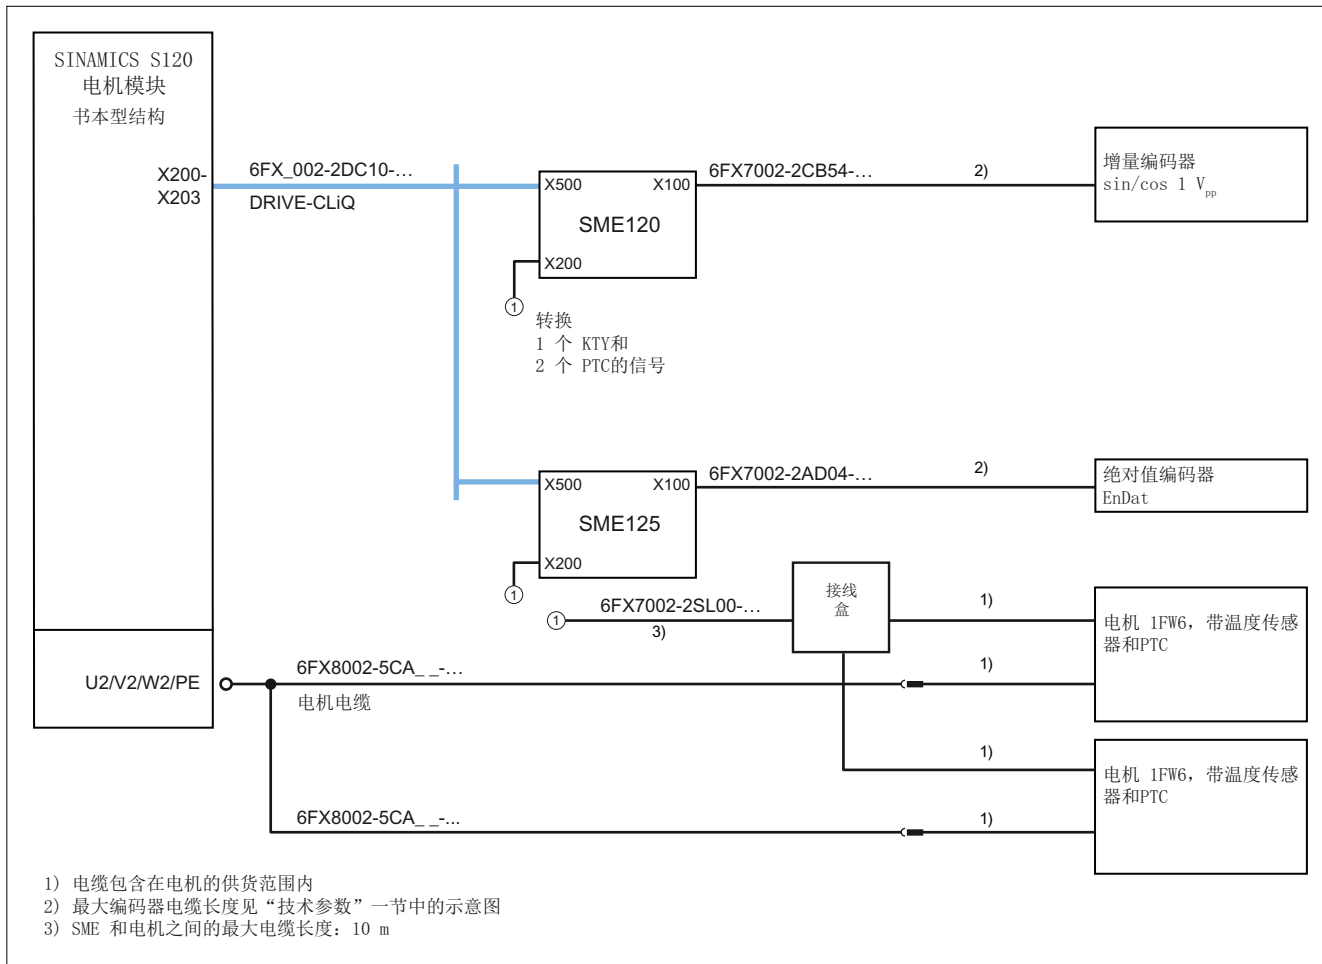 SINAMICS S120
电机模块
书本型结构
X200-
X203
6FX_002-2DC10-…
DRIVE-CLiQ
X500
X100
SME120
X200
6FX7002-2CB54-…
2)
增量编码器
sin/cos 1 Vpp
1
转换
1 个 KTY和
2 个 PTC的信号
X500
X100
SME125
X200
6FX7002-2AD04-…
2)
绝对值编码器
EnDat
1
1
6FX7002-2SL00-…
3)
接线
盒
1)
电机 1FW6, 带温度传感
器和PTC
U2/V2/W2/PE
6FX8002-5CA_ _-…
电机电缆
1)
1)
电机 1FW6, 带温度传感
器和PTC
6FX8002-5CA_ _-...
1)
1) 电缆包含在电机的供货范围内
2) 最大编码器电缆长度见“技术参数”一节中的示意图
3) SME 和电机之间的最大电缆长度: 10 m